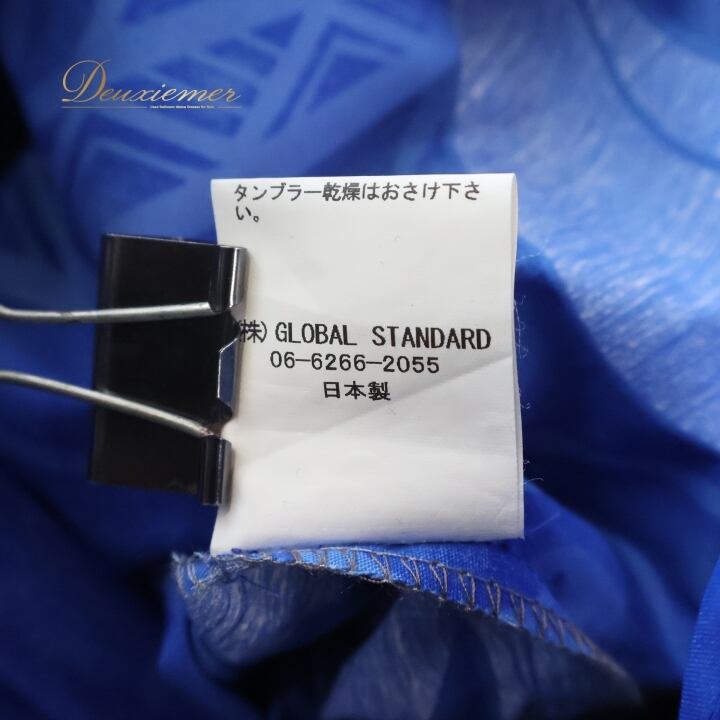 Deuxiemer
タンブラー乾燥はおさけ下さ
い。
(株) GLOBAL STANDARD
06-6266-2055
日本製